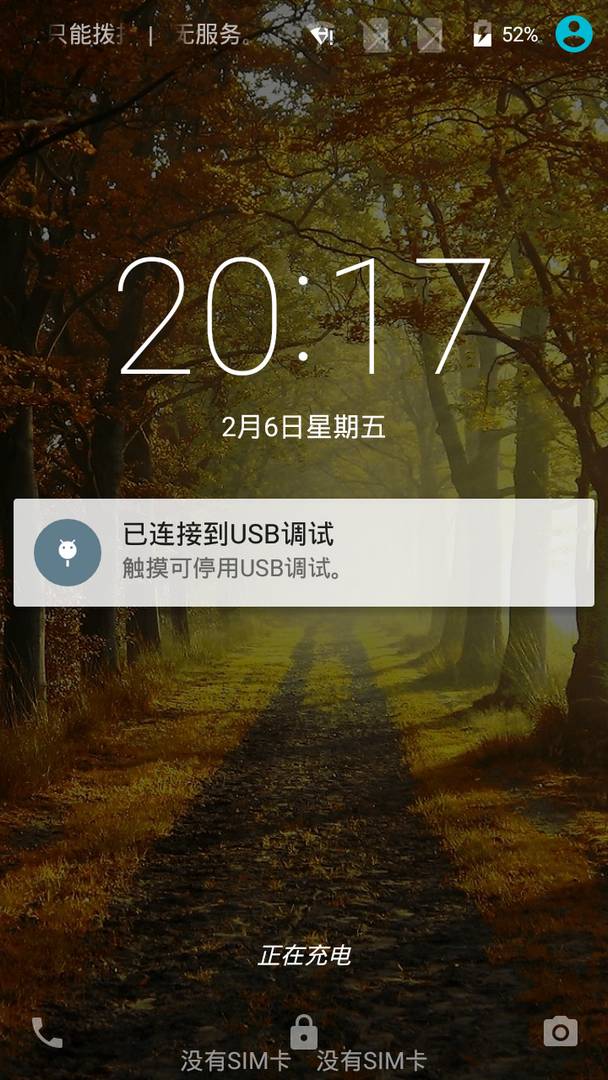 只能拨 | 无服务。 52%
20:17
2月6日星期五
已连接到USB调试
触摸可停用USB调试。
正在充电
没有SIM卡 没有SIM卡